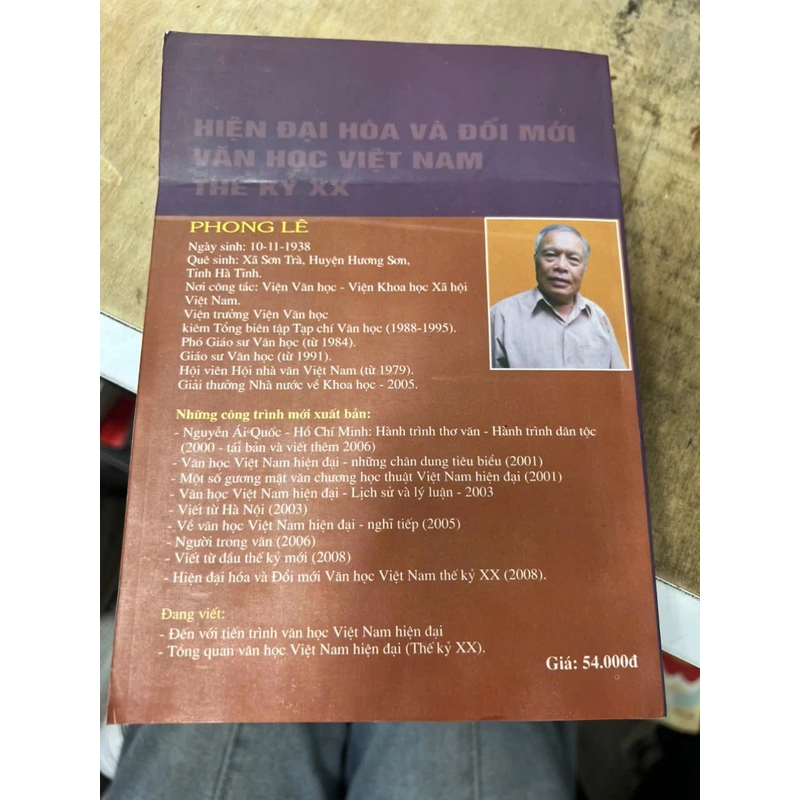 HIỆN ĐẠI HÓA VÀ ĐỔI MỚI
VĂN HỌC VIỆT NAM
THẾ KỶ XX
PHONG LÊ
Ngày sinh: 10-11-1938
Quê sinh: Xã Sơn Trà, Huyện Hương Sơn,
Tỉnh Hà Tĩnh.
Nơi công tác: Viện Văn học - Viện Khoa học Xã hội
Việt Nam.
Viện trưởng Viện Văn học
kiêm Tổng biên tập Tạp chí Văn học (1988-1995).
Phó Giáo sư Văn học (từ 1984).
Giáo sư Văn học (từ 1991).
Hội viên Hội nhà văn Việt Nam (từ 1979).
Giải thưởng Nhà nước về Khoa học - 2005.
Những công trình mới xuất bản:
- Nguyễn Ái Quốc - Hồ Chí Minh: Hành trình thơ văn - Hành trình dân tộc
(2000 - tái bản và viết thêm 2006)
- Văn học Việt Nam hiện đại - những chân dung tiêu biểu (2001)
- Một số gương mặt văn chương học thuật Việt Nam hiện đại (2001)
- Văn học Việt Nam hiện đại - Lịch sử và lý luận - 2003
- Viết từ Hà Nội (2003)
- Về văn học Việt Nam hiện đại - nghĩ tiếp (2005)
- Người trong văn (2006)
- Viết từ đầu thế kỷ mới (2008)
- Hiện đại hóa và Đổi mới Văn học Việt Nam thế kỷ XX (2008).
Đang viết:
- Đến với tiến trình văn học Việt Nam hiện đại
- Tổng quan văn học Việt Nam hiện đại (Thế kỷ XX).
Giá: 54.000đ